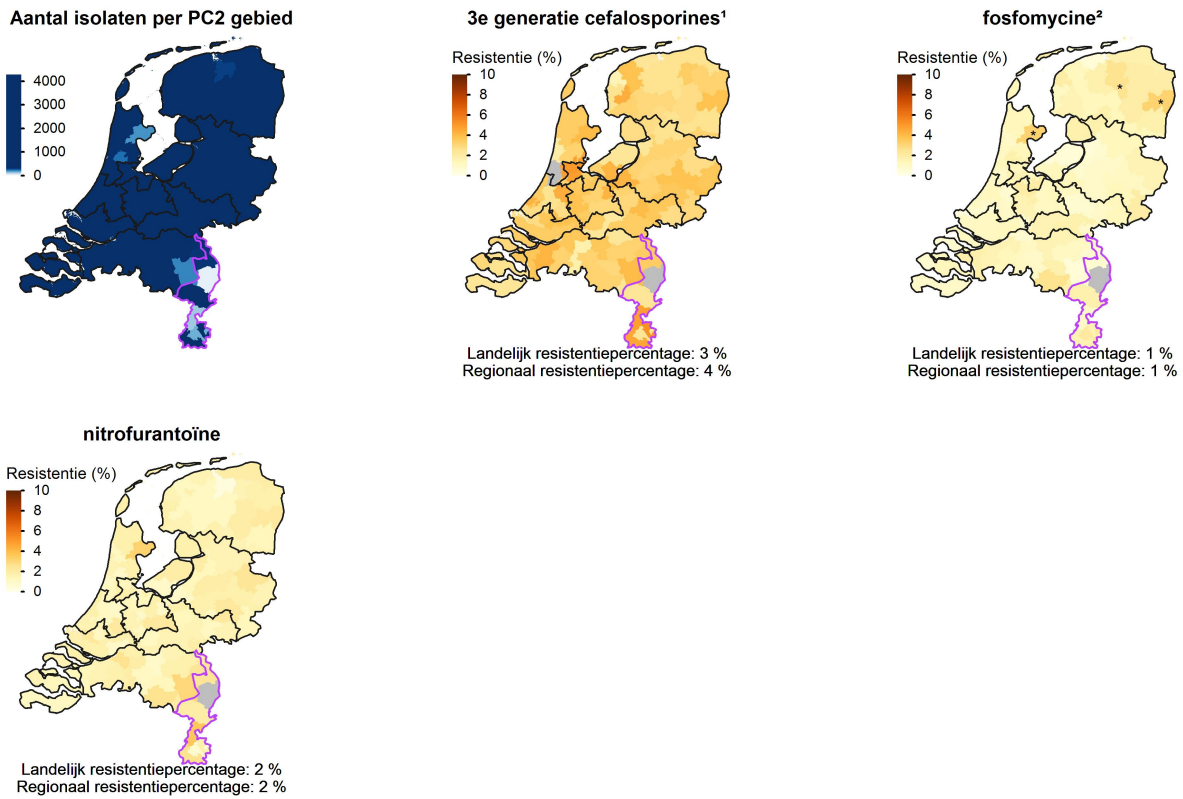 Aantal isolaten per PC2 gebied
4000
3000
2000
1000
0
3e generatie cefalosporines¹
Resistentie (%)
10
8
6
4
2
0
Landelijk resistentiepercentage: 3 %
Regionaal resistentiepercentage: 4 %
fosfomycine²
Resistentie (%)
10
8
6
4
2
0
*
*
*
Landelijk resistentiepercentage: 1 %
Regionaal resistentiepercentage: 1 %
nitrofurantoïne
Resistentie (%)
10
8
6
4
2
0
Landelijk resistentiepercentage: 2 %
Regionaal resistentiepercentage: 2 %